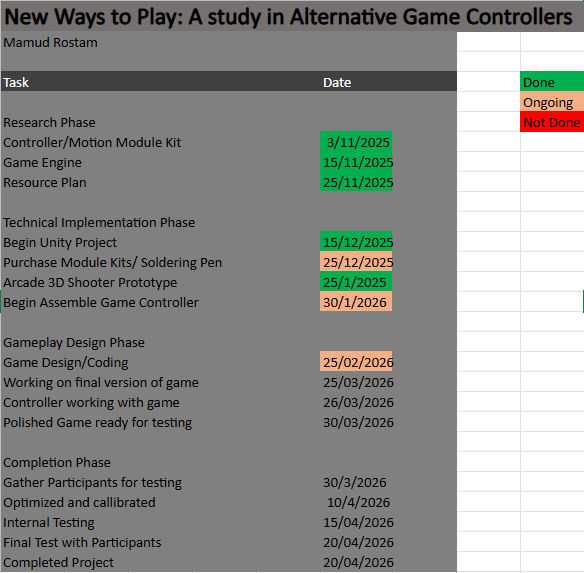 New Ways to Play: A study in Alternative Game Controllers
Mamud Rostam
Task Date Done
Ongoing
Research Phase Not Done
Controller/Motion Module Kit 3/11/2025
Game Engine 15/11/2025
Resource Plan 25/11/2025
Technical Implementation Phase
Begin Unity Project 15/12/2025
Purchase Module Kits/ Soldering Pen 25/12/2025
Arcade 3D Shooter Prototype 25/1/2025
Begin Assemble Game Controller 30/1/2026
Gameplay Design Phase
Game Design/Coding 25/02/2026
Working on final version of game 25/03/2026
Controller working with game 26/03/2026
Polished Game ready for testing 30/03/2026
Completion Phase
Gather Participants for testing 30/3/2026
Optimized and callibrated 10/4/2026
Internal Testing 15/04/2026
Final Test with Participants 20/04/2026
Completed Project 20/04/2026